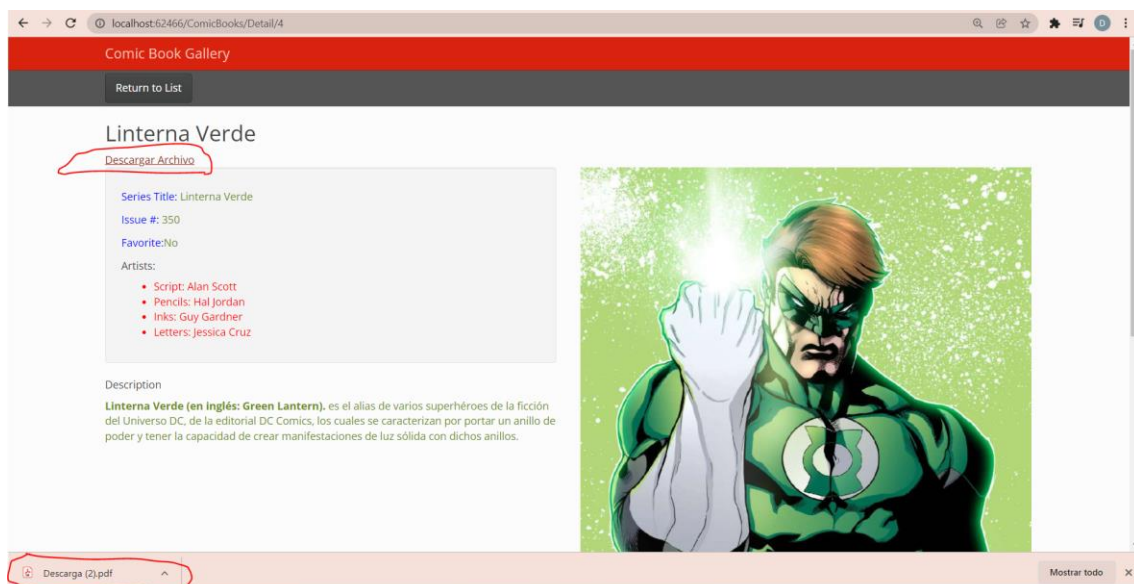 localhost:62466/ComicBooks/Detail/4
D
Comic Book Gallery
Return to List
Linterna Verde
Descargar Archivo
Series Title: Linterna Verde
Issue #: 350
Favorite:No
Artists:
Script: Alan Scott
Pencils: Hal Jordan
Inks: Guy Gardner
Letters: Jessica Cruz
Description
Linterna Verde (en inglés: Green Lantern). es el alias de varios superhéroes de la ficción
del Universo DC, de la editorial DC Comics, los cuales se caracterizan por portar un anillo de
poder y tener la capacidad de crear manifestaciones de luz sólida con dichos anillos.
Descarga (2).pdf
Mostrar todo